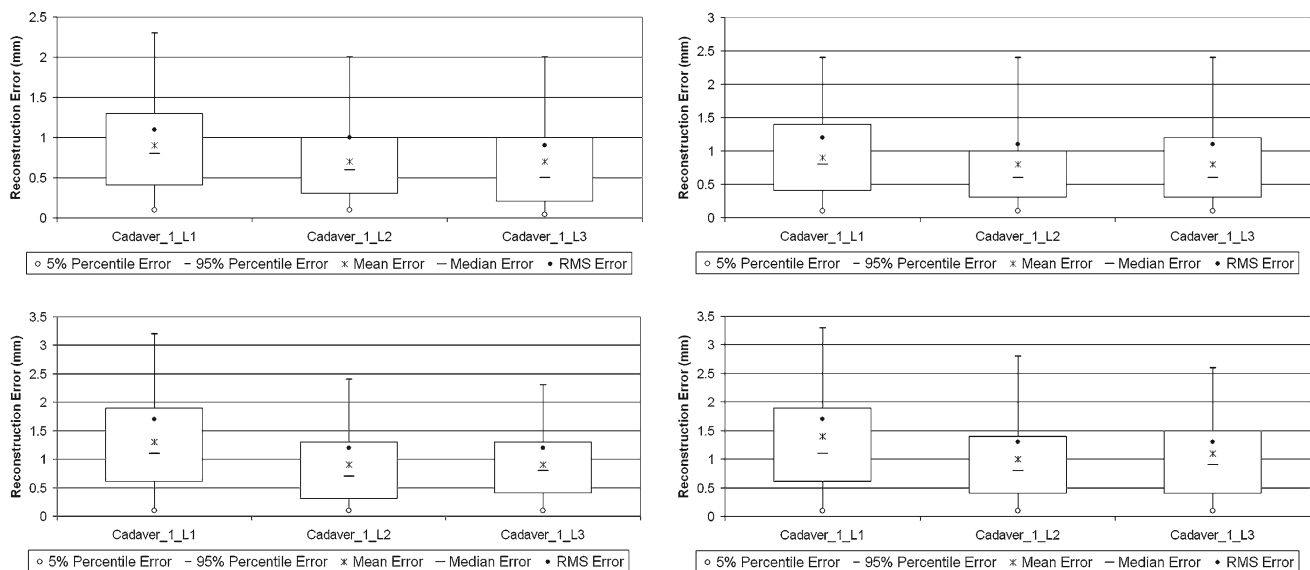 Reconstruction Error (mm)
2.5
2
1.5
1
0.5
0
Cadaver_1_L1 Cadaver_1_L2 Cadaver_1_L3
5% Percentile Error 95% Percentile Error Mean Error Median Error RMS Error
Reconstruction Error (mm)
3
2.5
2
1.5
1
0.5
0
Cadaver_1_L1 Cadaver_1_L2 Cadaver_1_L3
5% Percentile Error 95% Percentile Error Mean Error Median Error RMS Error
Reconstruction Error (mm)
3.5
3
2.5
2
1.5
1
0.5
0
Cadaver_1_L1 Cadaver_1_L2 Cadaver_1_L3
5% Percentile Error 95% Percentile Error Mean Error Median Error RMS Error
Reconstruction Error (mm)
3.5
3
2.5
2
1.5
1
0.5
0
Cadaver_1_L1 Cadaver_1_L2 Cadaver_1_L3
5% Percentile Error 95% Percentile Error Mean Error Median Error RMS Error